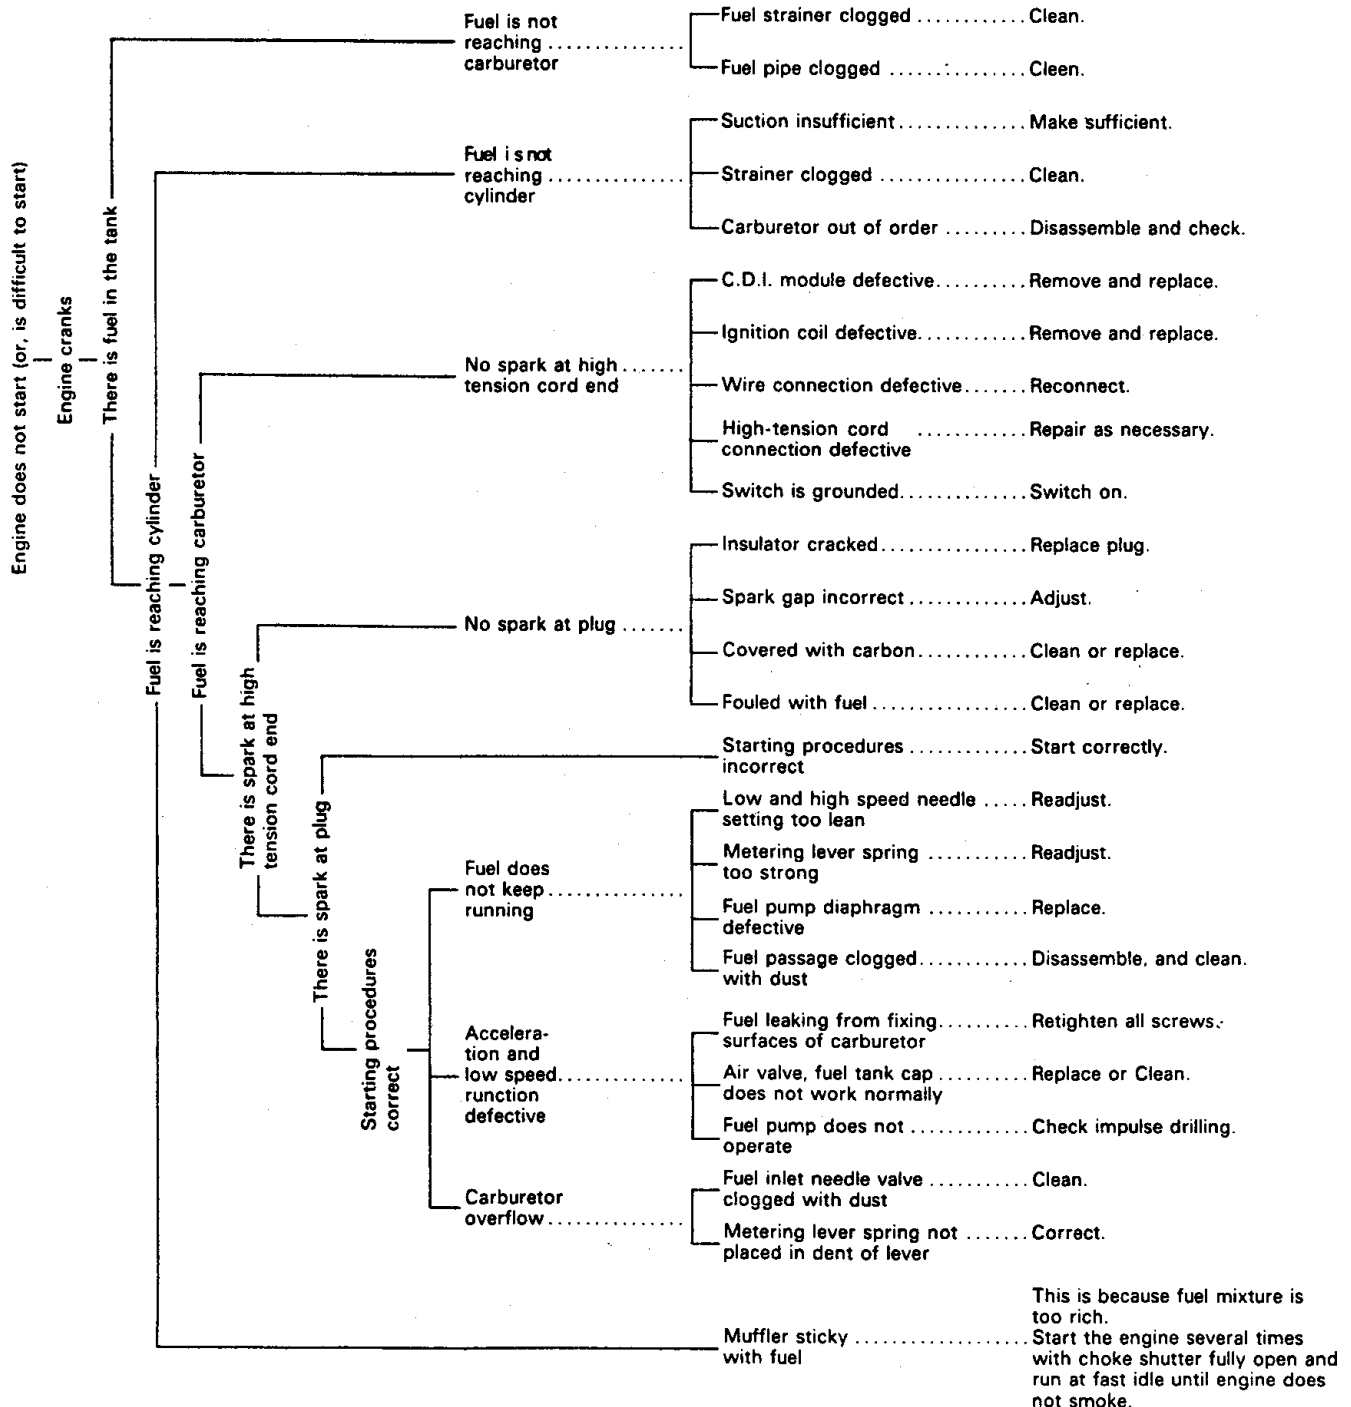 Engine does not start (or, is difficult to start)
Engine cranks
There is fuel in the tank
Fuel is reaching cylinder
Fuel is reaching carburetor
There is spark at high
tension cord end
There is spark at plug
Starting procedures
correct
Fuel is not
reaching ..............
carburetor
Fuel strainer clogged ........... Clean.
Fuel pipe clogged ............. Cleen.
Fuel is not
reaching ..............
cylinder
Suction insufficient ............. Make sufficient.
Strainer clogged .............. Clean.
Carburetor out of order ......... Disassemble and check.
No spark at high .......
tension cord end
C.D.I. module defective .......... Remove and replace.
Ignition coil defective ........... Remove and replace.
Wire connection defective ....... Reconnect.
High-tension cord ........... Repair as necessary.
connection defective
Switch is grounded ............. Switch on.
No spark at plug .......
Insulator cracked ............... Replace plug.
Spark gap incorrect ............ Adjust.
Covered with carbon ............ Clean or replace.
Fouled with fuel ................ Clean or replace.
Starting procedures ............ Start correctly.
incorrect
Fuel does
not keep ..............
running
Low and high speed needle ..... Readjust.
setting too lean
Metering lever spring .......... Readjust.
too strong
Fuel pump diaphragm .......... Replace.
defective
Fuel passage clogged ............ Disassemble, and clean.
with dust
Accelera-
tion and
low speed .............
runction
defective
Fuel leaking from fixing ......... Retighten all screws.
surfaces of carburetor
Air valve, fuel tank cap ......... Replace or Clean.
does not work normally
Fuel pump does not ............ Check impulse drilling.
operate
Carburetor
overflow ..............
Fuel inlet needle valve ........... Clean.
clogged with dust
Metering lever spring not ....... Correct.
placed in dent of lever
This is because fuel mixture is
too rich.
Muffler sticky .................. Start the engine several times
with fuel
with choke shutter fully open and
run at fast idle until engine does
not smoke.